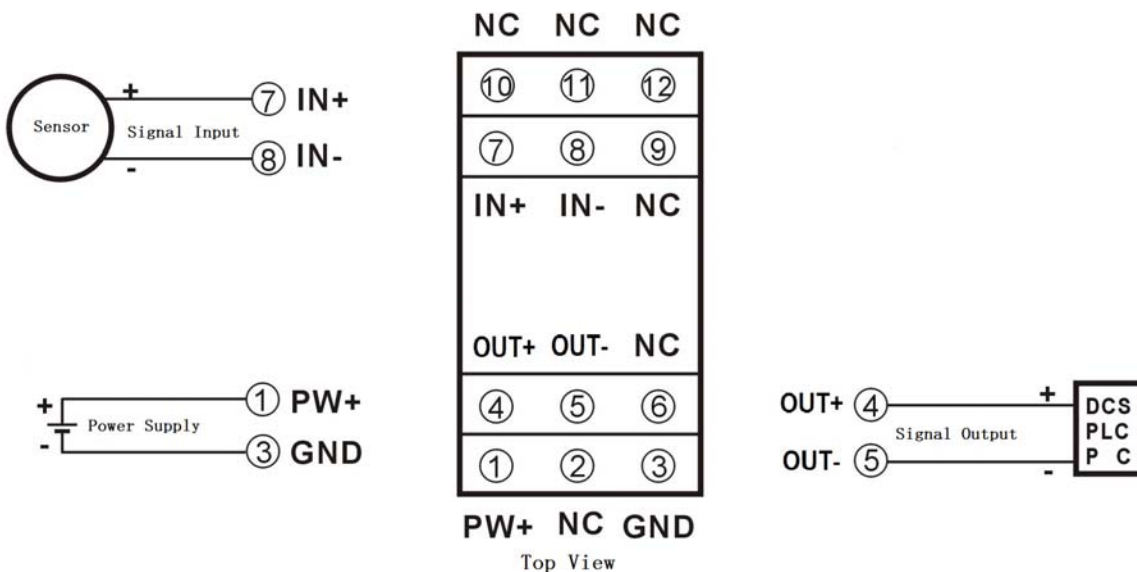 NC NC NC
⑩ ⑪ ⑫
⑦ ⑧ ⑨
IN+ IN- NC
OUT+ OUT- NC
④ ⑤ ⑥
① ② ③
PW+ NC GND
Top View
Sensor
+
Signal Input
-
⑦ IN+
⑧ IN-
+
Power Supply
-
① PW+
③ GND
OUT+ ④
Signal Output
OUT- ⑤
+
-
DCS
PLC
P C